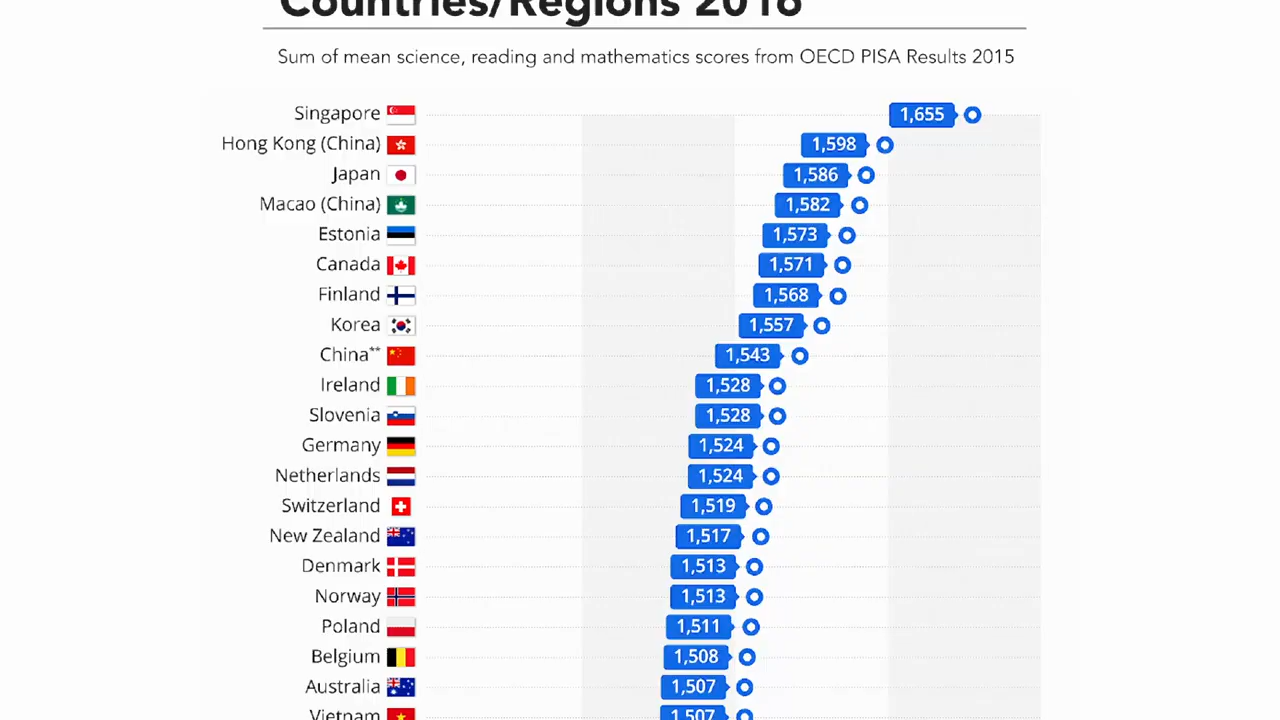 Countries/Regions 2016
Sum of mean science, reading and mathematics scores from OECD PISA Results 2015
Singapore 1,655
Hong Kong (China) 1,598
Japan 1,586
Macao (China) 1,582
Estonia 1,573
Canada 1,571
Finland 1,568
Korea 1,557
China** 1,543
Ireland 1,528
Slovenia 1,528
Germany 1,524
Netherlands 1,524
Switzerland 1,519
New Zealand 1,517
Denmark 1,513
Norway 1,513
Poland 1,511
Belgium 1,508
Australia 1,507
Vietnam 1,507